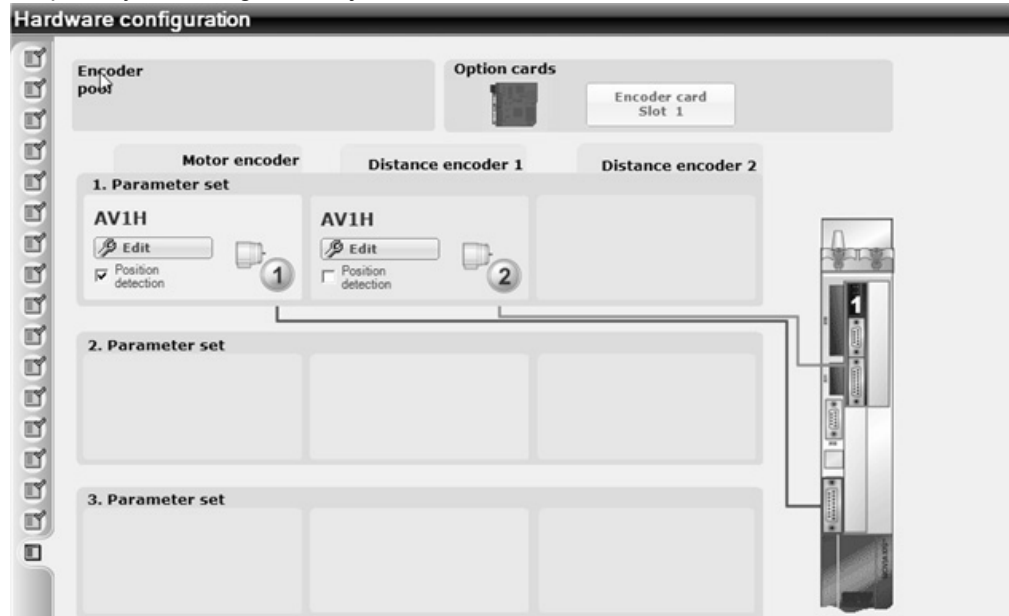 Hardware configuration
Encoder
pool
Option cards
Encoder card
Slot 1
Motor encoder
Distance encoder 1
Distance encoder 2
1. Parameter set
AV1H
Edit
Position
detection
1
AV1H
Edit
Position
detection
2
1
2. Parameter set
3. Parameter set